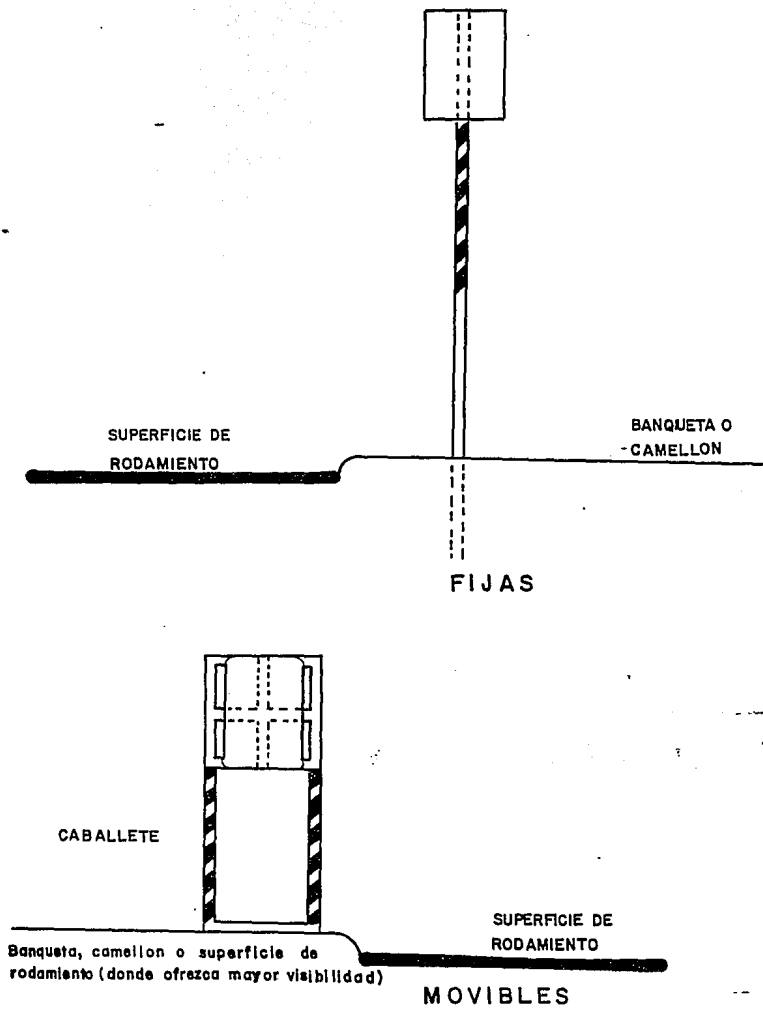 SUPERFICIE DE
RODAMIENTO
BANQUETA O
CAMELLON
FIJAS
CABALLETE
SUPERFICIE DE
RODAMIENTO
Banqueta, camellon o superficie de
rodamiento (donde ofrezca mayor visibilidad)
MOVIBLES